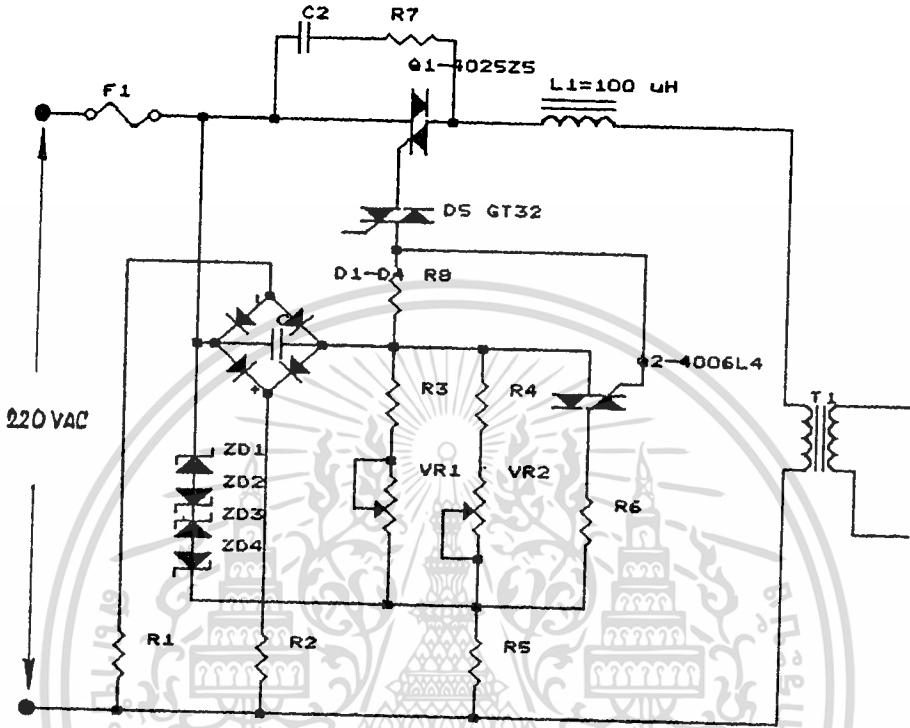 C2 R7
Q1-4025Z5
F1
L1=100 uH
D5 GT32
D1-D4 R8
C
+
Q2-4006L4
R3
R4
T1
220 VAC
ZD1
VR1
VR2
ZD2
R6
ZD3
ZD4
R1
R2
R5